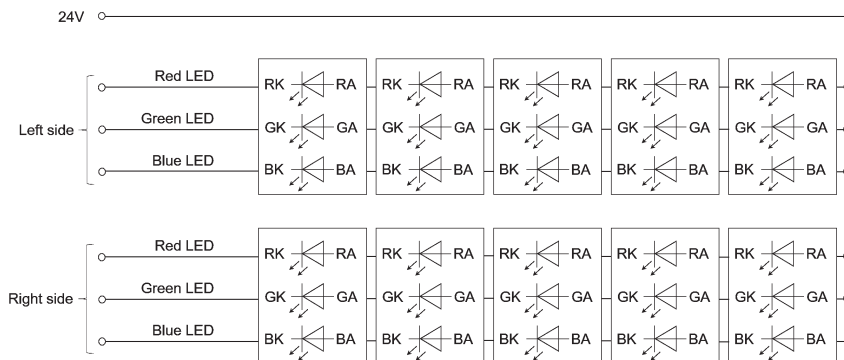 24V
Red LED
RK RA RK RA RK RA RK RA RK RA
Green LED
Left side
GK GA GK GA GK GA GK GA GK GA
Blue LED
BK BA BK BA BK BA BK BA BK BA
Red LED
RK RA RK RA RK RA RK RA RK RA
Green LED
Right side
GK GA GK GA GK GA GK GA GK GA
Blue LED
BK BA BK BA BK BA BK BA BK BA